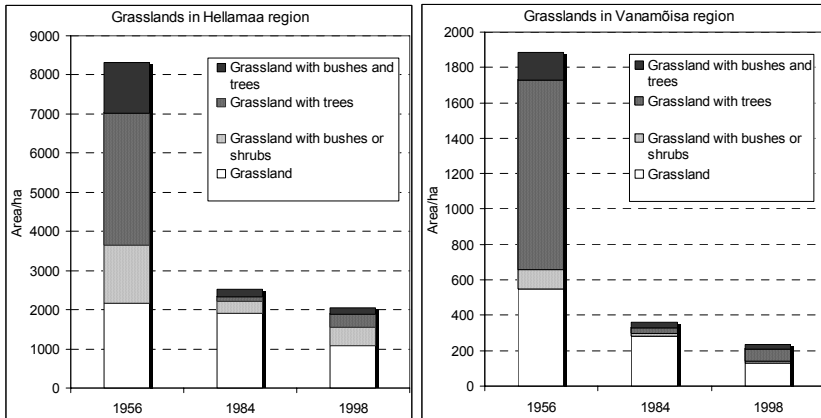 Grasslands in Hellamaa region
9000
8000
7000
6000
5000
4000
3000
2000
1000
0
Area/ha
Grassland with bushes and
trees
Grassland with trees
Grassland with bushes or
shrubs
Grassland
1956
1984
1998
Grasslands in Vanamõisa region
2000
1800
1600
1400
1200
1000
800
600
400
200
0
Area/ha
Grassland with bushes and
trees
Grassland with trees
Grassland with bushes or
shrubs
Grassland
1956
1984
1998